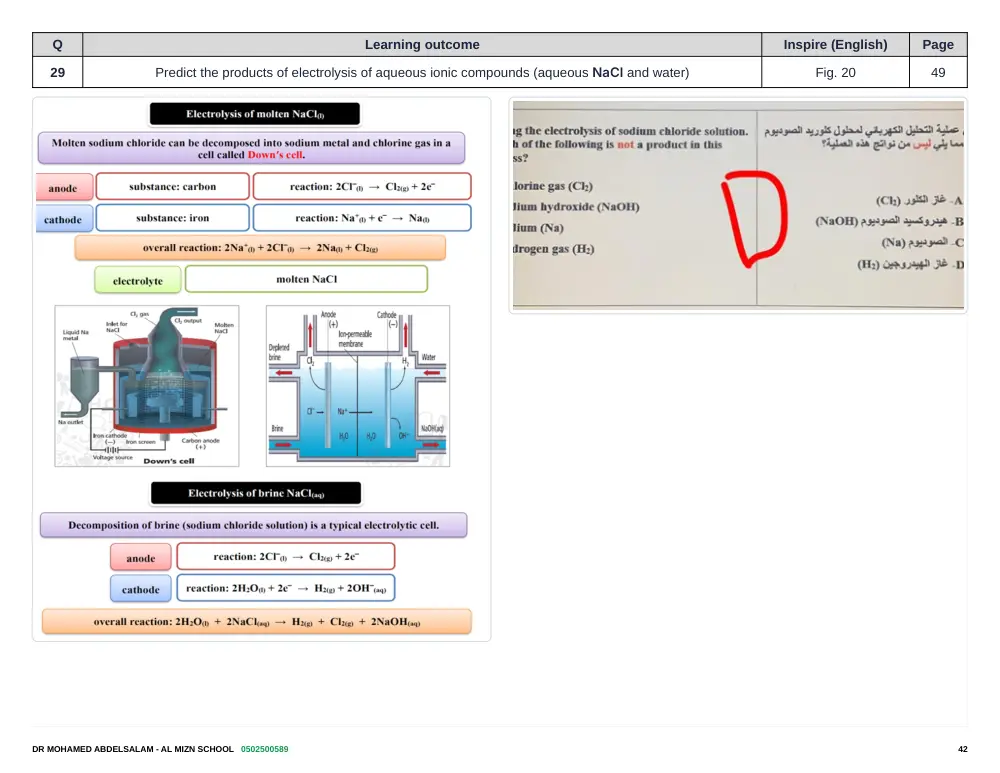 Q Learning outcome Inspire (English) Page
29 Predict the products of electrolysis of aqueous ionic compounds (aqueous NaCl and water) Fig. 20 49
Electrolysis of molten NaCl(l)
Molten sodium chloride can be decomposed into sodium metal and chlorine gas in a
cell called Down's cell.
anode substance: carbon reaction: 2Cl⁻(l) → Cl2(g) + 2e⁻
cathode substance: iron reaction: Na⁺(l) + e⁻ → Na(l)
overall reaction: 2Na⁺(l) + 2Cl⁻(l) → 2Na(l) + Cl2(g)
electrolyte molten NaCl
Cl2 gas
Cl2 output
Inlet for
NaCl
Molten
NaCl
Liquid Na
metal
Na outlet
Iron cathode
(−)
Iron screen
Carbon anode
(+)
Voltage source
Down's cell
Anode
(+)
Cathode
(−)
Ion-permeable
membrane
Depleted
brine
Cl2
H2
Water
Cl⁻
Na⁺
Brine
H2O
H2O
OH⁻
NaOH(aq)
Electrolysis of brine NaCl(aq)
Decomposition of brine (sodium chloride solution) is a typical electrolytic cell.
anode reaction: 2Cl⁻(l) → Cl2(g) + 2e⁻
cathode reaction: 2H2O(l) + 2e⁻ → H2(g) + 2OH⁻(aq)
overall reaction: 2H2O(l) + 2NaCl(aq) → H2(g) + Cl2(g) + 2NaOH(aq)
ng the electrolysis of sodium chloride solution.
h of the following is not a product in this
ss?
lorine gas (Cl2)
dium hydroxide (NaOH)
dium (Na)
drogen gas (H2)
D
عملية التحليل الكهربائي لمحلول كلوريد الصوديوم
مما يلي ليس من نواتج هذه العملية؟
A- غاز الكلور (Cl2)
B- هيدروكسيد الصوديوم (NaOH)
C- الصوديوم (Na)
D- غاز الهيدروجين (H2)
DR MOHAMED ABDELSALAM - AL MIZN SCHOOL 0502500589 42